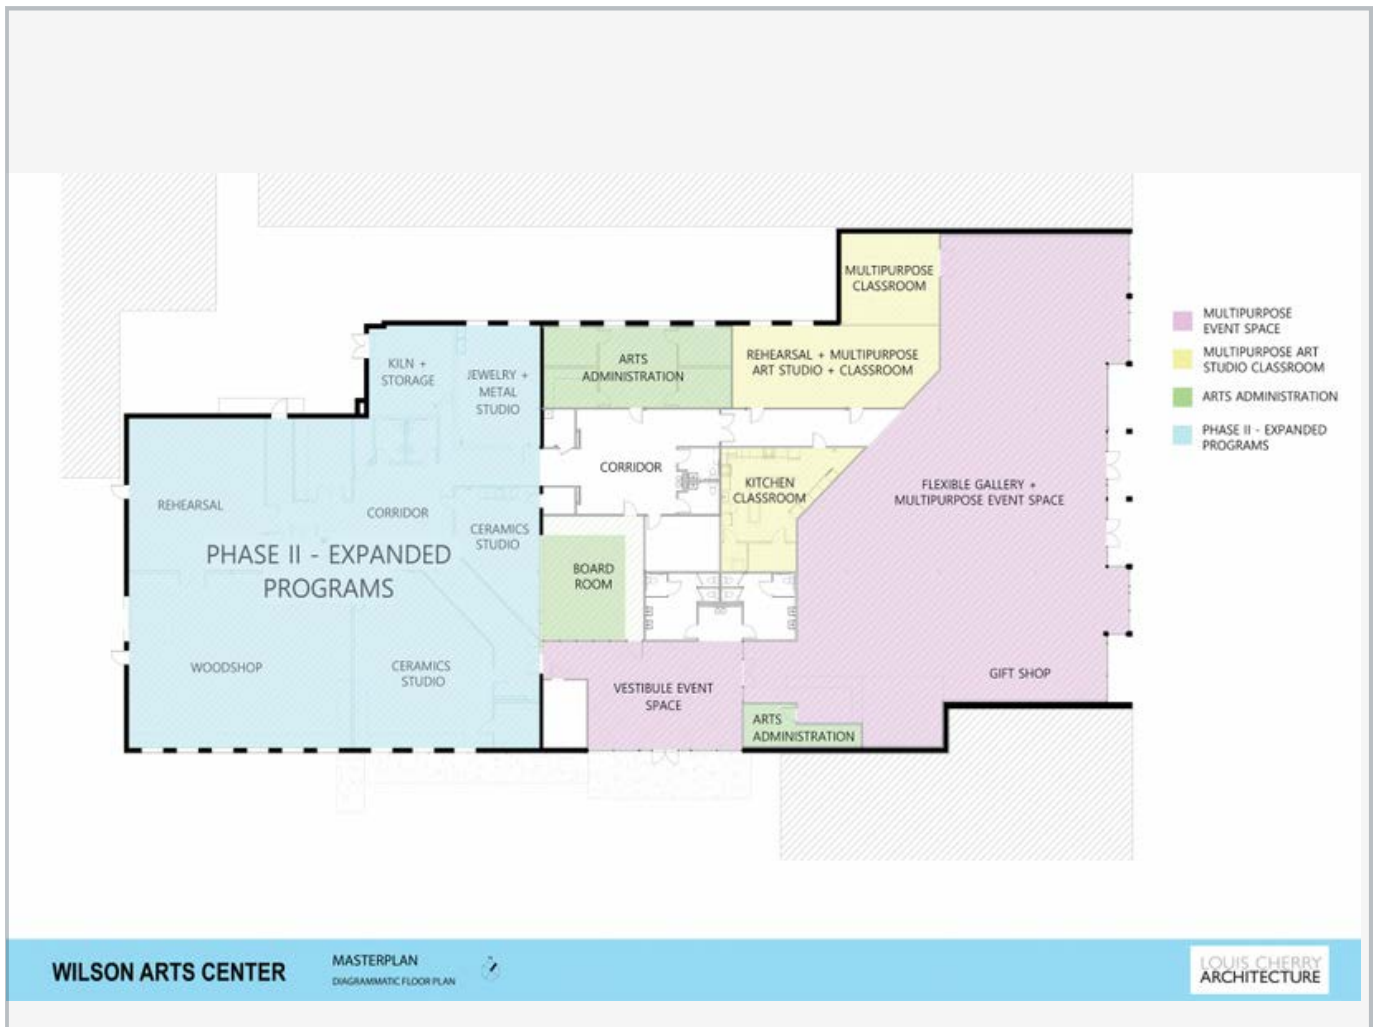 MULTIPURPOSE
CLASSROOM
KILN +
STORAGE
JEWELRY +
METAL
STUDIO
ARTS
ADMINISTRATION
REHEARSAL + MULTIPURPOSE
ART STUDIO + CLASSROOM
MULTIPURPOSE
EVENT SPACE
MULTIPURPOSE ART
STUDIO CLASSROOM
ARTS ADMINISTRATION
PHASE II - EXPANDED
PROGRAMS
CORRIDOR
KITCHEN
CLASSROOM
FLEXIBLE GALLERY +
MULTIPURPOSE EVENT SPACE
REHEARSAL
CORRIDOR
CERAMICS
STUDIO
PHASE II - EXPANDED
PROGRAMS
BOARD
ROOM
WOODSHOP
CERAMICS
STUDIO
VESTIBULE EVENT
SPACE
GIFT SHOP
ARTS
ADMINISTRATION
WILSON ARTS CENTER
MASTERPLAN
DIAGRAMMATIC FLOOR PLAN
LOUIS CHERRY
ARCHITECTURE